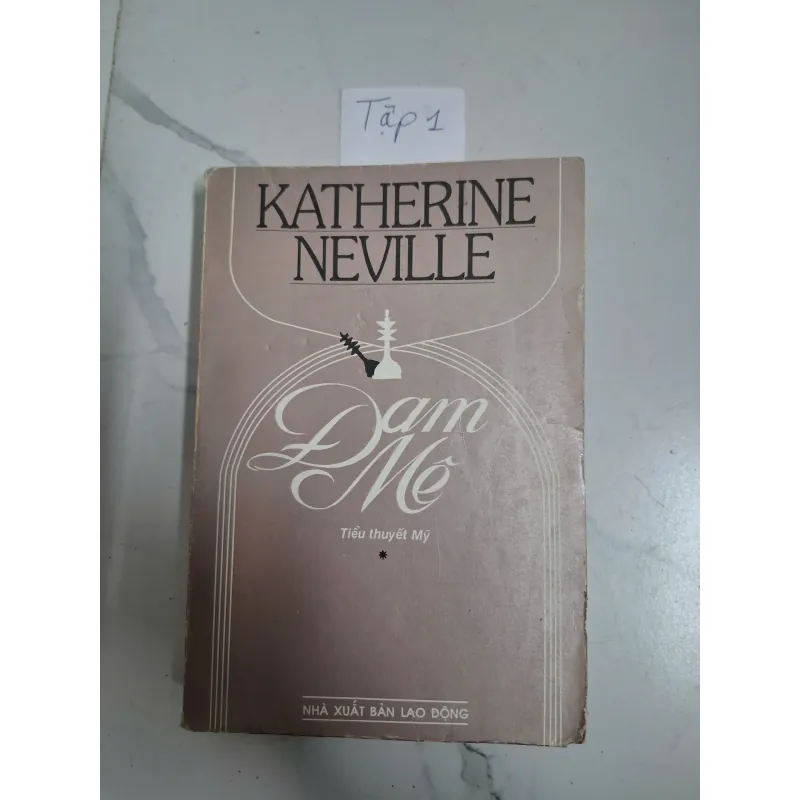 Tập 1
KATHERINE
NEVILLE
Đam
Mê
Tiểu thuyết Mỹ
*
NHÀ XUẤT BẢN LAO ĐỘNG